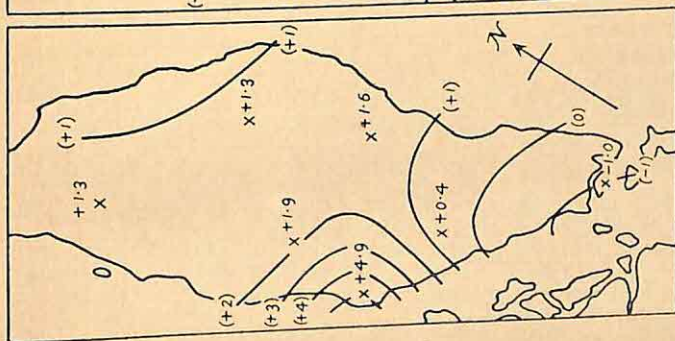 (-
(+1)
(+1)
x+1.3
+1.3
x
x+1.6
(+1)
x+1.9
x+0.4
(0)
(+2)
(+3)
(+4)
x+4.9
x-1.0
(-1)
N